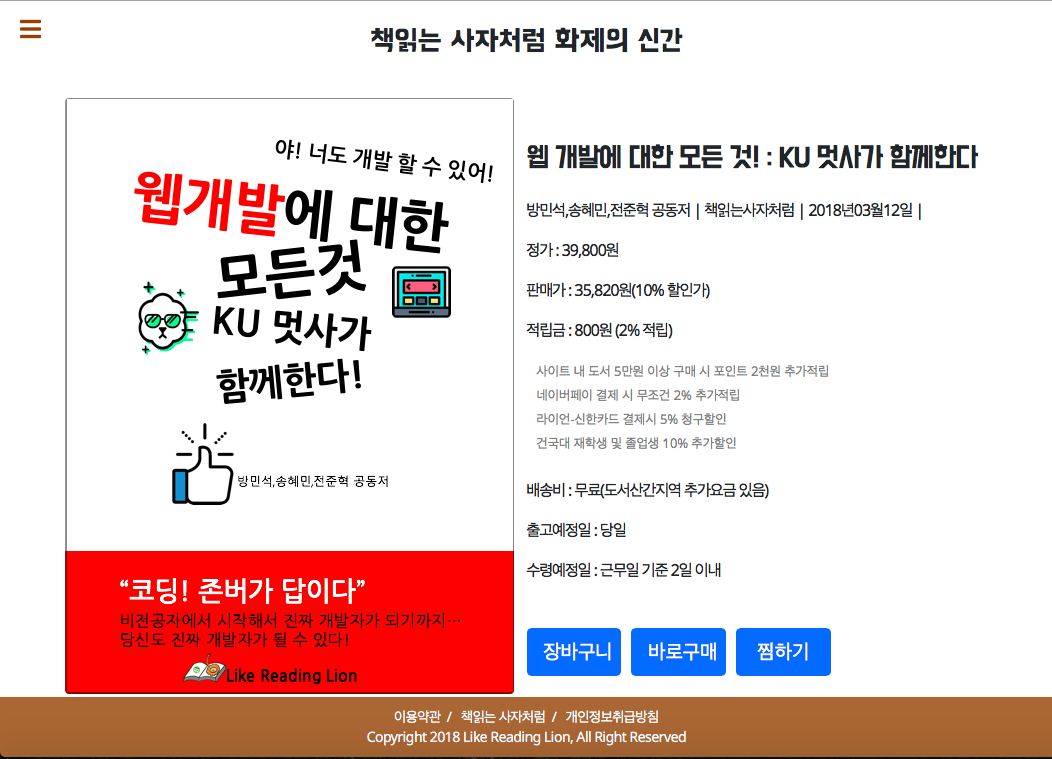 책읽는 사자처럼 화제의 신간
야! 너도 개발 할 수 있어!
웹개발에 대한
모든것
KU 멋사가
함께한다!
방민석,송혜민,전준혁 공동저
“코딩! 존버가 답이다”
비전공자에서 시작해서 진짜 개발자가 되기까지…
당신도 진짜 개발자가 될 수 있다!
Like Reading Lion
웹 개발에 대한 모든 것! : KU 멋사가 함께한다
방민석,송혜민,전준혁 공동저 | 책읽는사자처럼 | 2018년03월12일 |
정가 : 39,800원
판매가 : 35,820원(10% 할인가)
적립금 : 800원 (2% 적립)
사이트 내 도서 5만원 이상 구매 시 포인트 2천원 추가적립
네이버페이 결제 시 무조건 2% 추가적립
라이언-신한카드 결제시 5% 청구할인
건국대 재학생 및 졸업생 10% 추가할인
배송비 : 무료(도서산간지역 추가요금 있음)
출고예정일 : 당일
수령예정일 : 근무일 기준 2일 이내
장바구니 바로구매 찜하기
이용약관 / 책읽는 사자처럼 / 개인정보취급방침
Copyright 2018 Like Reading Lion, All Right Reserved